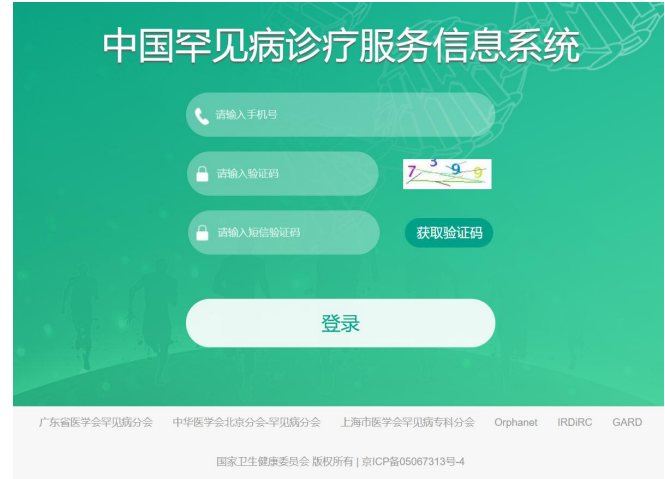 中国罕见病诊疗服务信息系统
请输入手机号
请输入验证码
7399
请输入短信验证码
获取验证码
登录
广东省医学会罕见病分会 中华医学会北京分会-罕见病分会 上海市医学会罕见病专科分会 Orphanet IRDiRC GARD
国家卫生健康委员会 版权所有 | 京ICP备05067313号-4